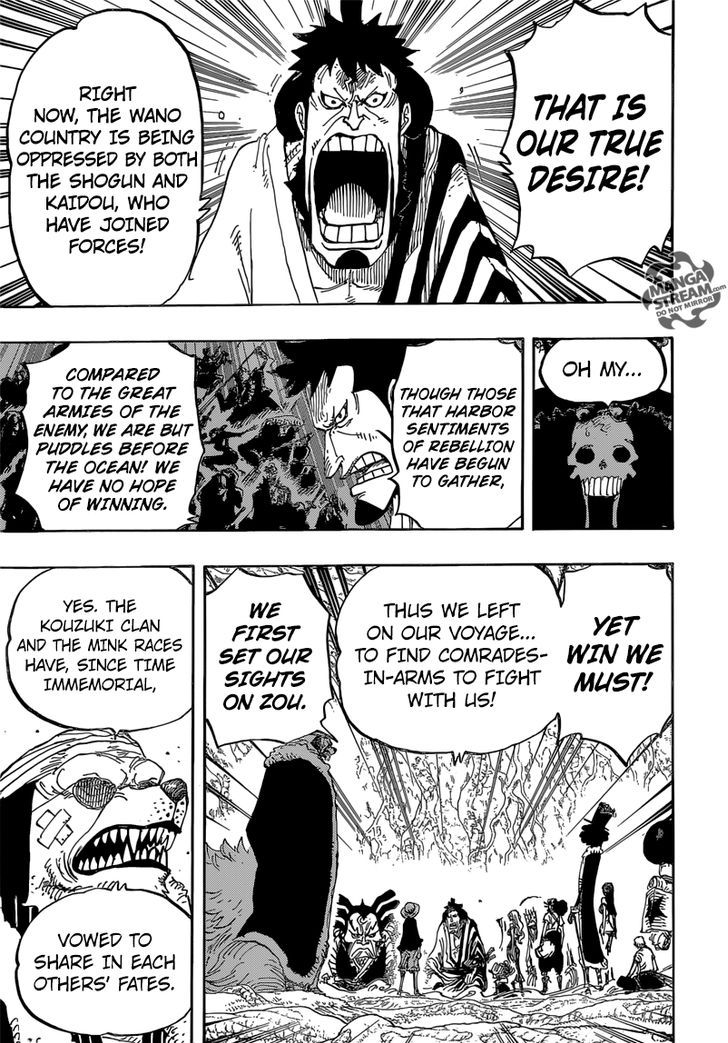 THAT IS
OUR TRUE
DESIRE!
RIGHT
NOW, THE WANO
COUNTRY IS BEING
OPPRESSED BY BOTH
THE SHOGUN AND
KAIDOU, WHO
HAVE JOINED
FORCES!
MANGA
STREAM.com
DO NOT MIRROR
OH MY...
THOUGH THOSE
THAT HARBOR
SENTIMENTS
OF REBELLION
HAVE BEGUN
TO GATHER,
COMPARED
TO THE GREAT
ARMIES OF THE
ENEMY, WE ARE BUT
PUDDLES BEFORE
THE OCEAN! WE
HAVE NO HOPE
OF WINNING.
YET
WIN WE
MUST!
THUS WE LEFT
ON OUR VOYAGE...
TO FIND COMRADES-
IN-ARMS TO FIGHT
WITH US!
WE
FIRST
SET OUR
SIGHTS
ON ZOU.
YES. THE
KOUZUKI CLAN
AND THE MINK RACES
HAVE, SINCE TIME
IMMEMORIAL,
VOWED TO
SHARE IN EACH
OTHERS' FATES.